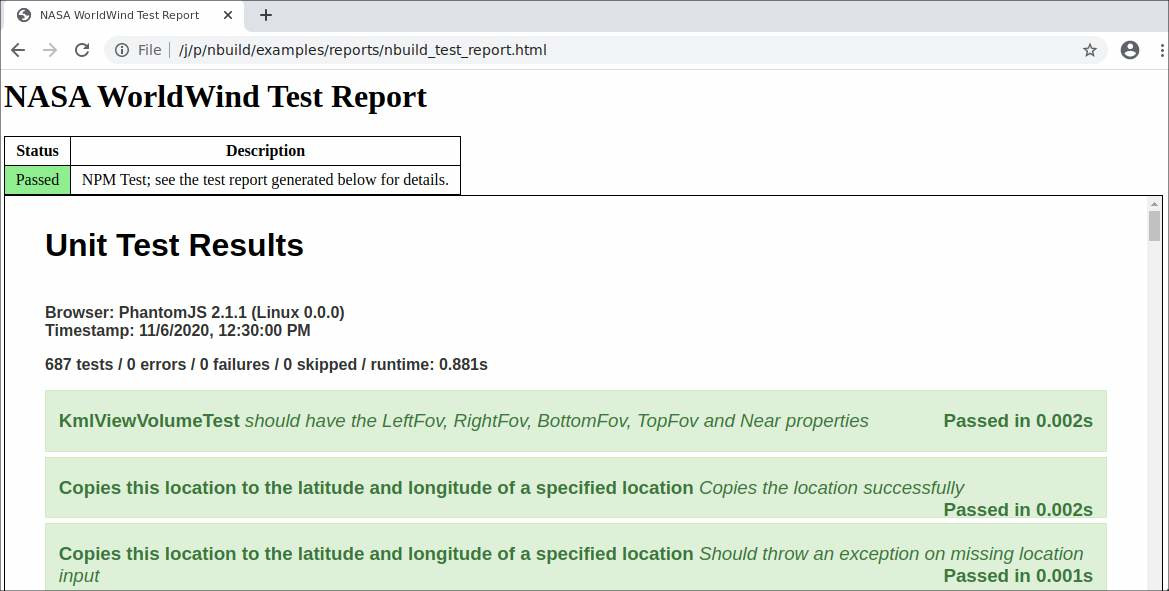 NASA WorldWind Test Report
File /j/p/nbuild/examples/reports/nbuild_test_report.html
NASA WorldWind Test Report
Status Description
Passed NPM Test; see the test report generated below for details.
Unit Test Results
Browser: PhantomJS 2.1.1 (Linux 0.0.0)
Timestamp: 11/6/2020, 12:30:00 PM
687 tests / 0 errors / 0 failures / 0 skipped / runtime: 0.881s
KmlViewVolumeTest should have the LeftFov, RightFov, BottomFov, TopFov and Near properties Passed in 0.002s
Copies this location to the latitude and longitude of a specified location Copies the location successfully
Passed in 0.002s
Copies this location to the latitude and longitude of a specified location Should throw an exception on missing location
input Passed in 0.001s